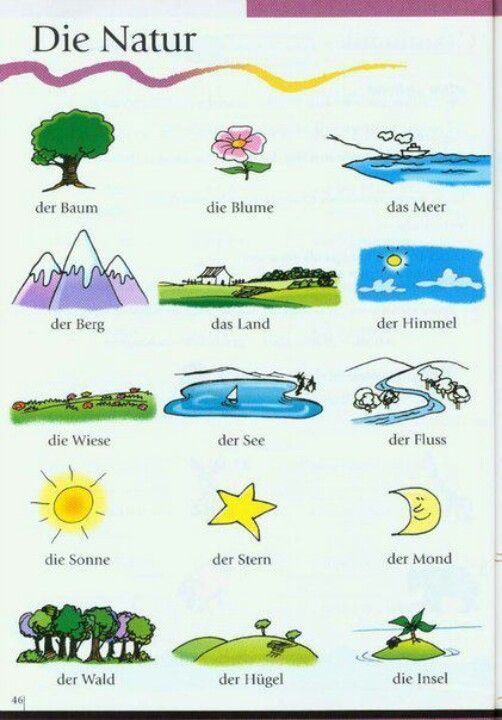 Die Natur
der Baum
die Blume
das Meer
der Berg
das Land
der Himmel
die Wiese
der See
der Fluss
die Sonne
der Stern
der Mond
der Wald
der Hügel
die Insel
46